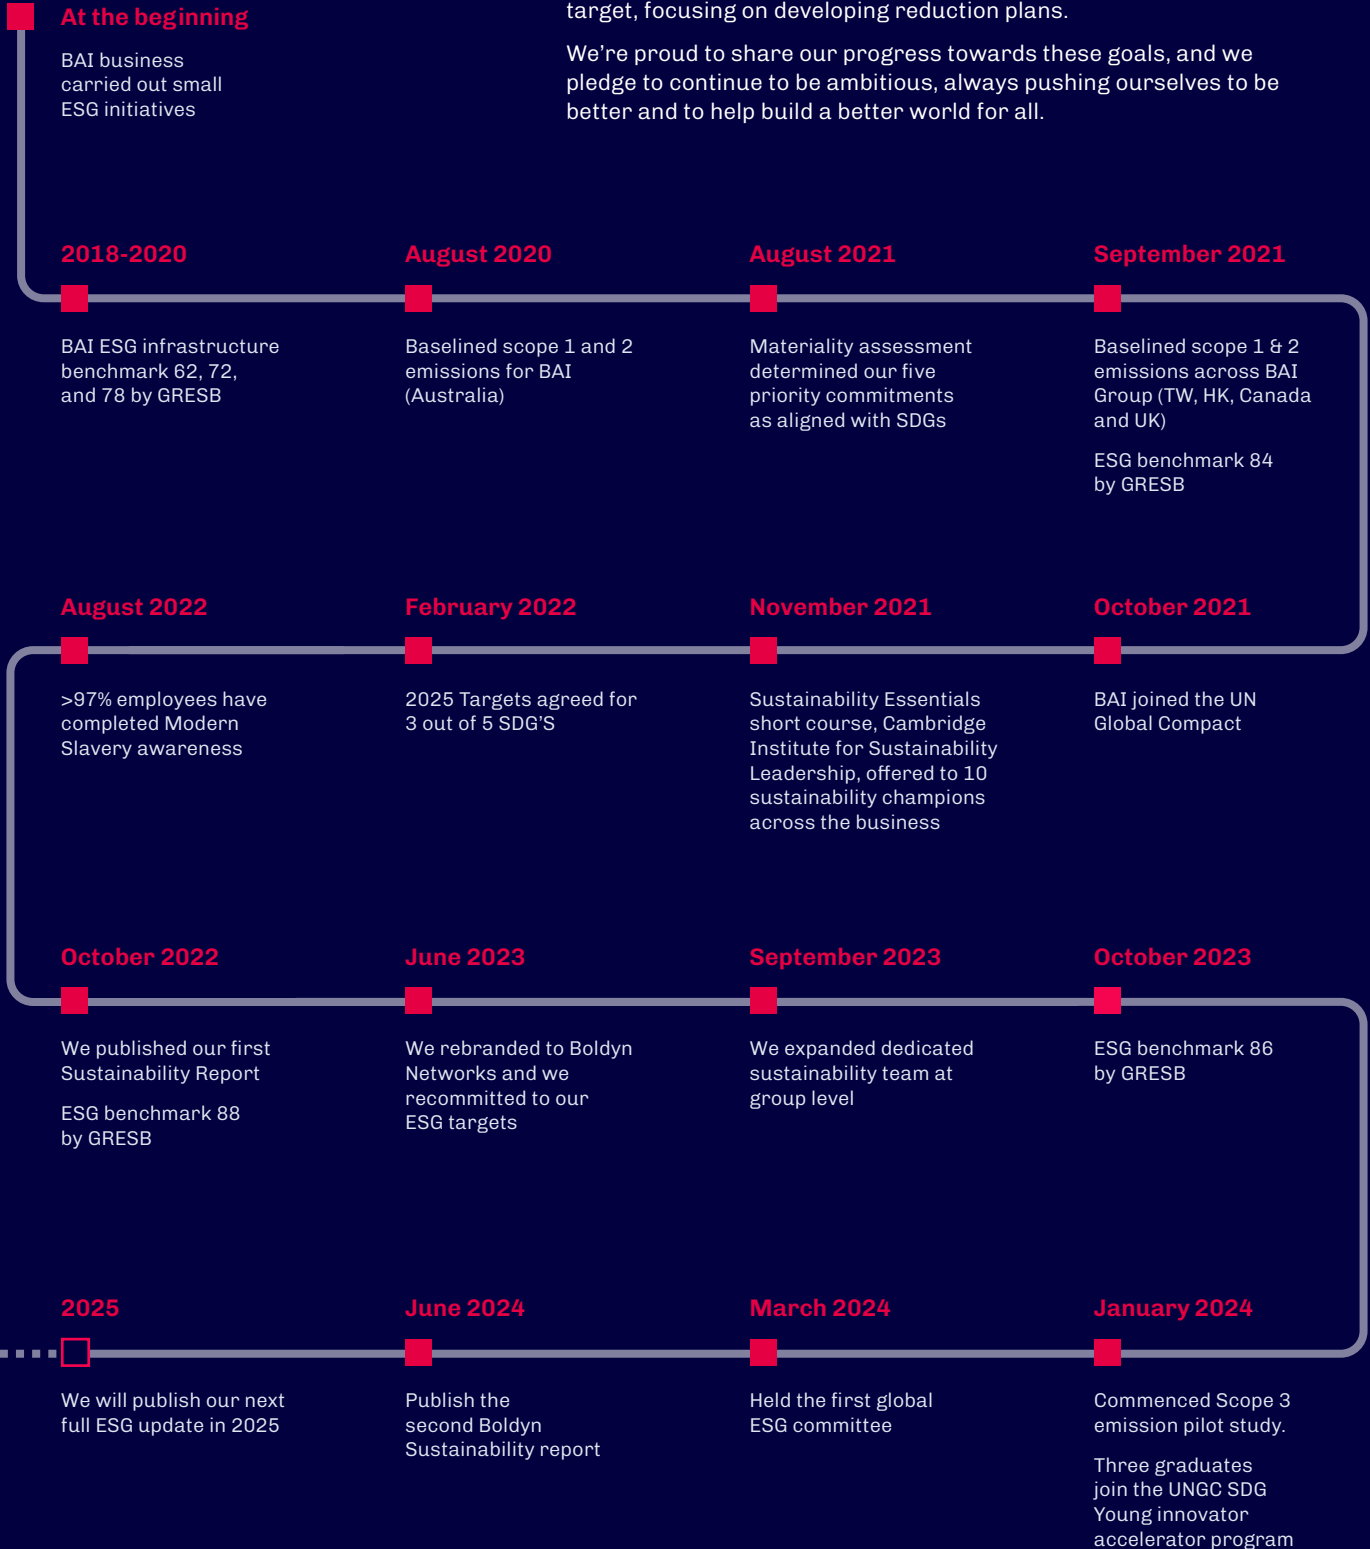 At the beginning
BAI business
carried out small
ESG initiatives
target, focusing on developing reduction plans.
We’re proud to share our progress towards these goals, and we
pledge to continue to be ambitious, always pushing ourselves to be
better and to help build a better world for all.
2018-2020
BAI ESG infrastructure
benchmark 62, 72,
and 78 by GRESB
August 2020
Baselined scope 1 and 2
emissions for BAI
(Australia)
August 2021
Materiality assessment
determined our five
priority commitments
as aligned with SDGs
September 2021
Baselined scope 1 & 2
emissions across BAI
Group (TW, HK, Canada
and UK)
ESG benchmark 84
by GRESB
October 2021
BAI joined the UN
Global Compact
November 2021
Sustainability Essentials
short course, Cambridge
Institute for Sustainability
Leadership, offered to 10
sustainability champions
across the business
February 2022
2025 Targets agreed for
3 out of 5 SDG’S
August 2022
>97% employees have
completed Modern
Slavery awareness
October 2022
We published our first
Sustainability Report
ESG benchmark 88
by GRESB
June 2023
We rebranded to Boldyn
Networks and we
recommitted to our
ESG targets
September 2023
We expanded dedicated
sustainability team at
group level
October 2023
ESG benchmark 86
by GRESB
January 2024
Commenced Scope 3
emission pilot study.
Three graduates
join the UNGC SDG
Young innovator
accelerator program
March 2024
Held the first global
ESG committee
June 2024
Publish the
second Boldyn
Sustainability report
2025
We will publish our next
full ESG update in 2025